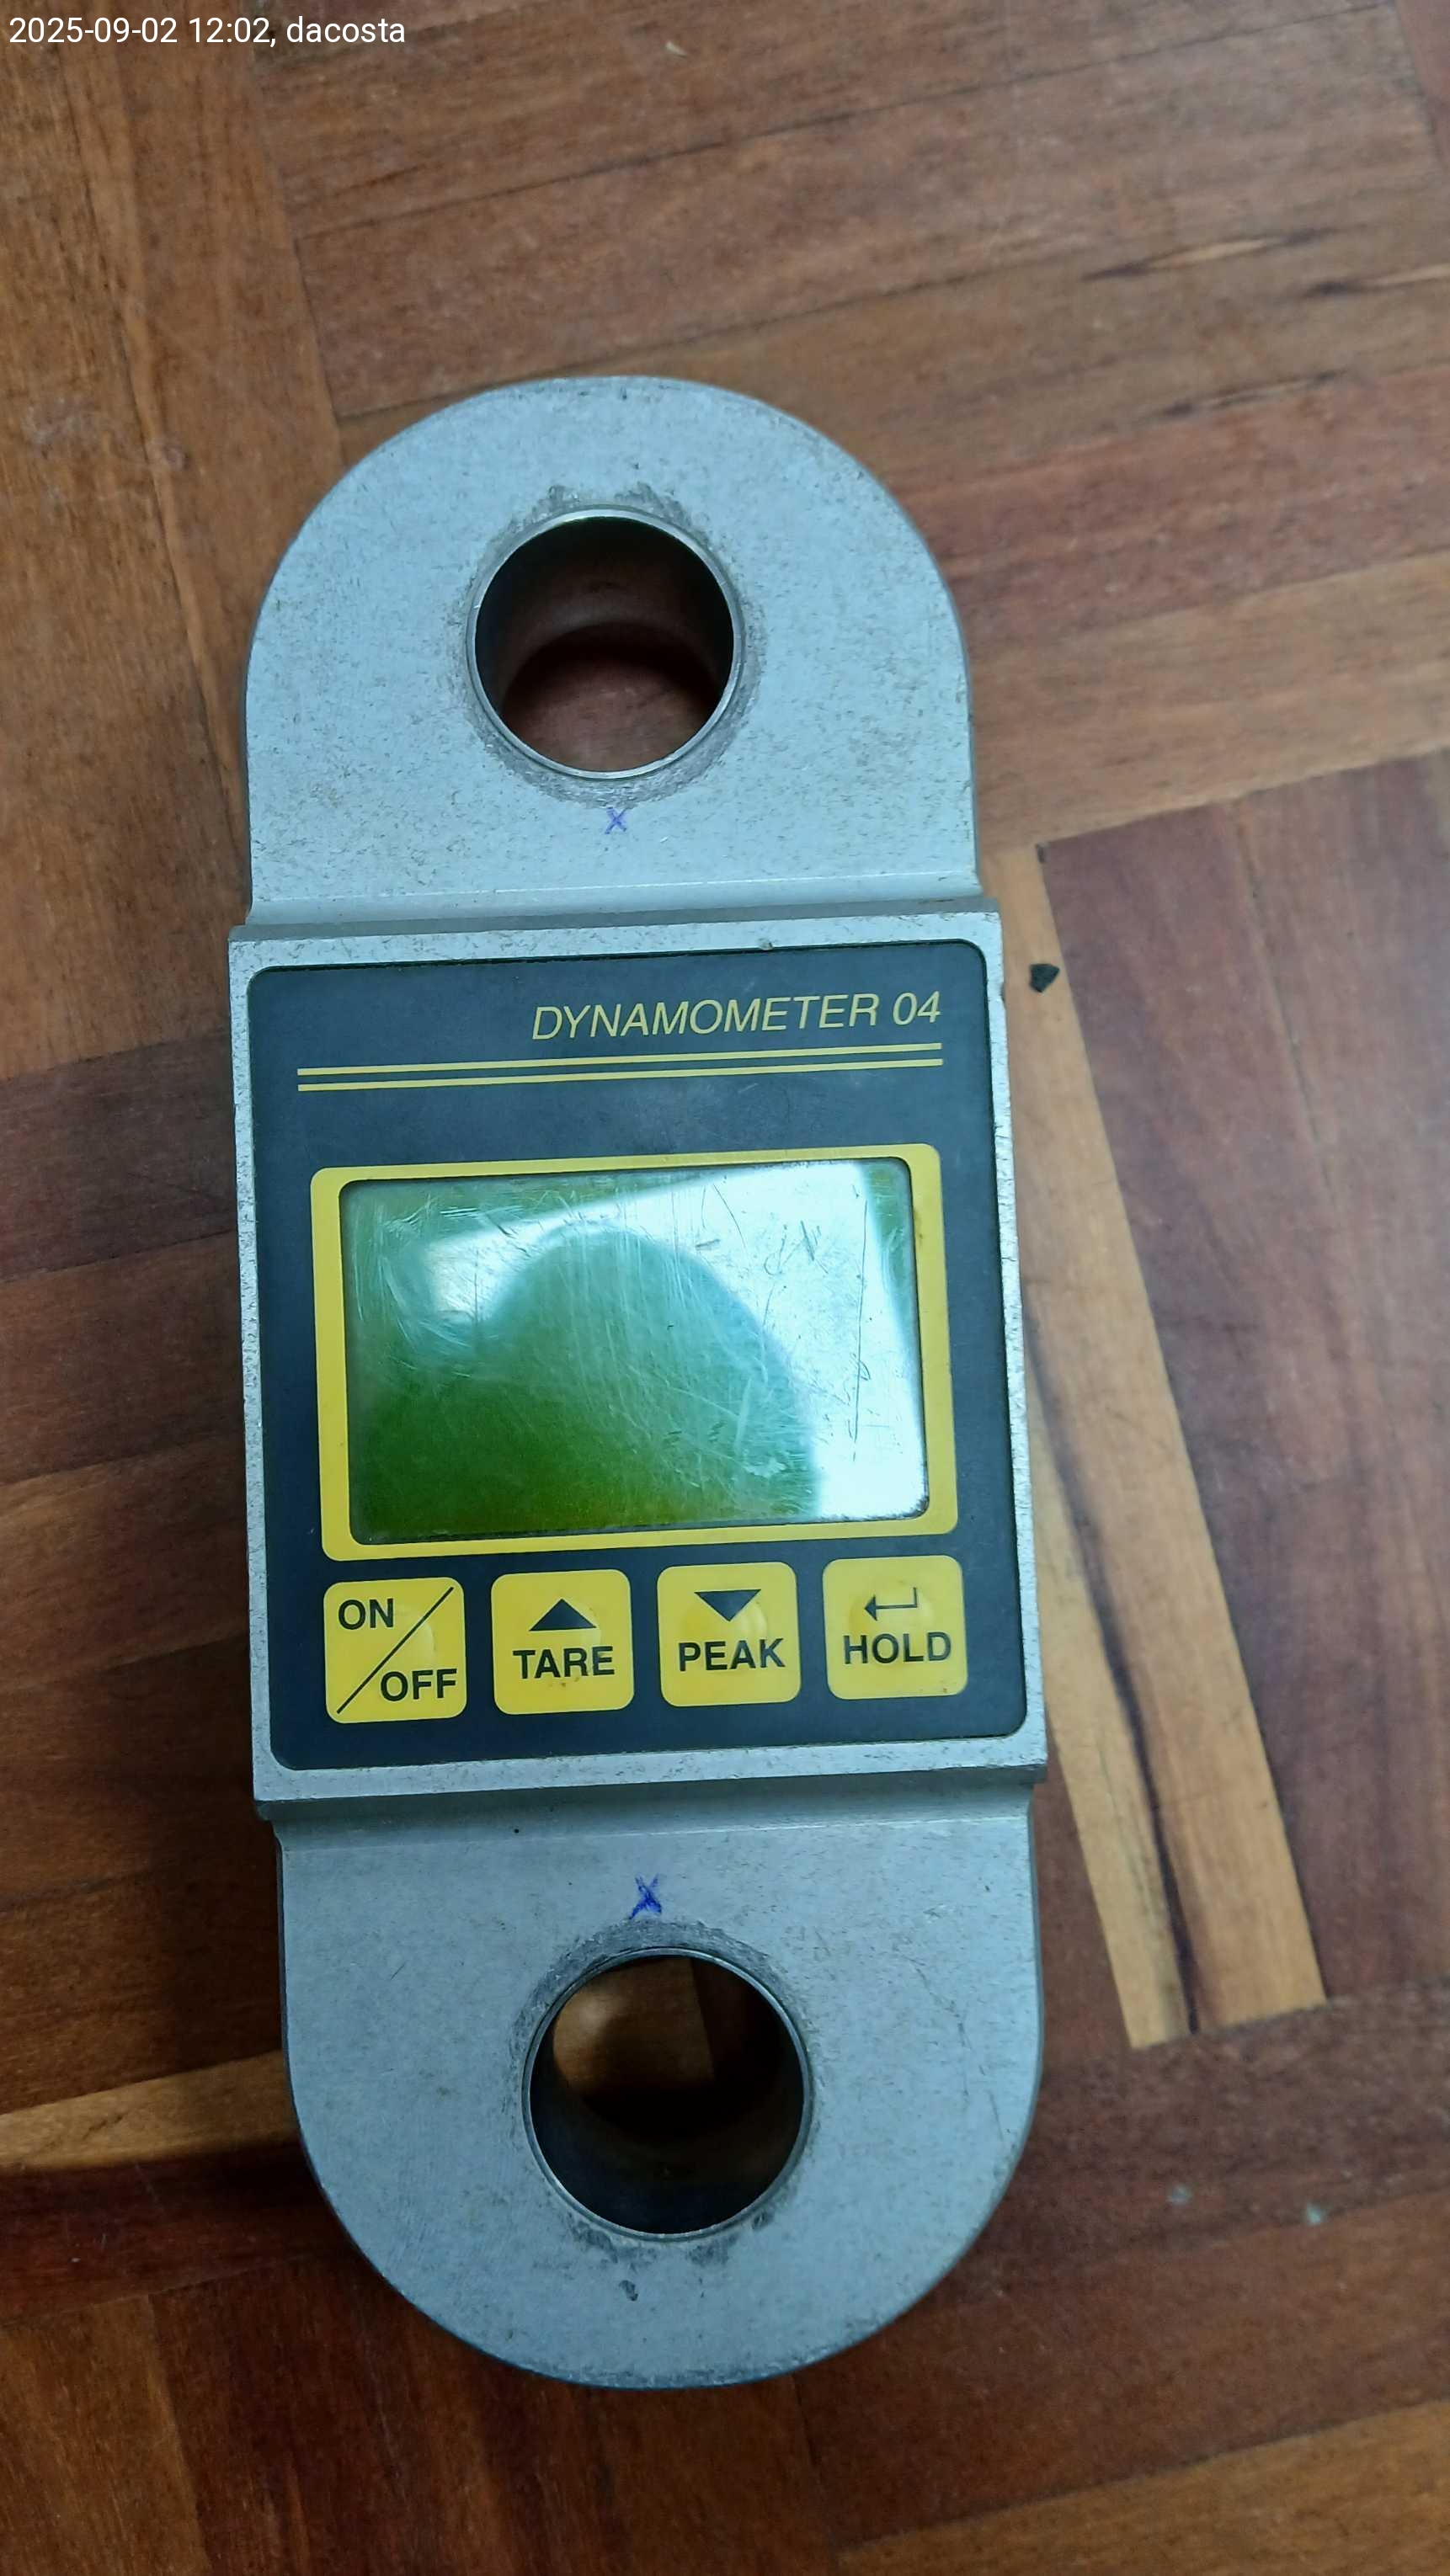 2025-09-02 12:02, dacosta
x
DYNAMOMETER 04
ON/OFF
TARE
PEAK
HOLD
x